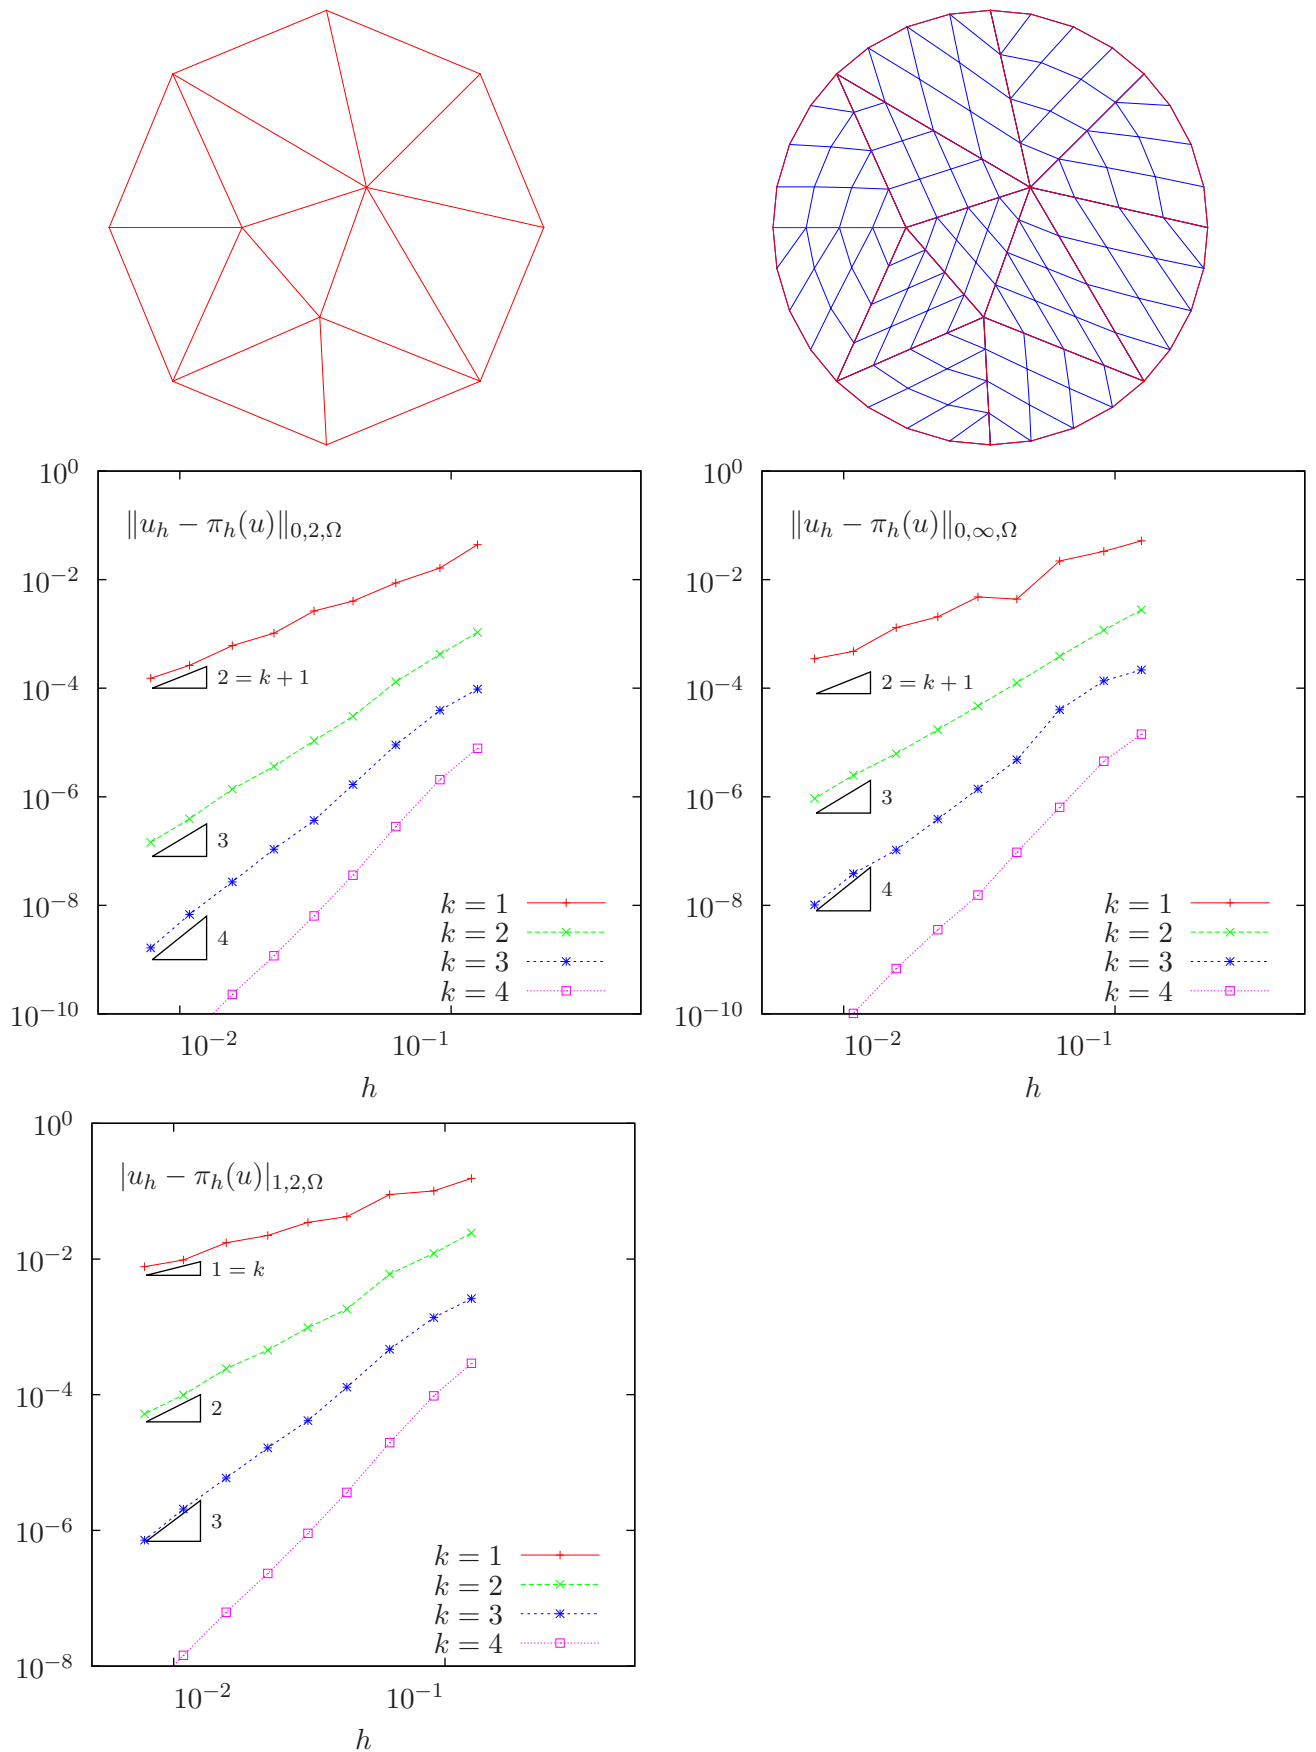 10^0
10^{-2}
10^{-4}
10^{-6}
10^{-8}
10^{-10}
‖u_h − π_h(u)‖_{0,2,Ω}
2 = k + 1
3
4
k = 1
k = 2
k = 3
k = 4
10^{-2} 10^{-1}
h
10^0
10^{-2}
10^{-4}
10^{-6}
10^{-8}
10^{-10}
‖u_h − π_h(u)‖_{0,∞,Ω}
2 = k + 1
3
4
k = 1
k = 2
k = 3
k = 4
10^{-2} 10^{-1}
h
10^0
10^{-2}
10^{-4}
10^{-6}
10^{-8}
|u_h − π_h(u)|_{1,2,Ω}
1 = k
2
3
k = 1
k = 2
k = 3
k = 4
10^{-2} 10^{-1}
h